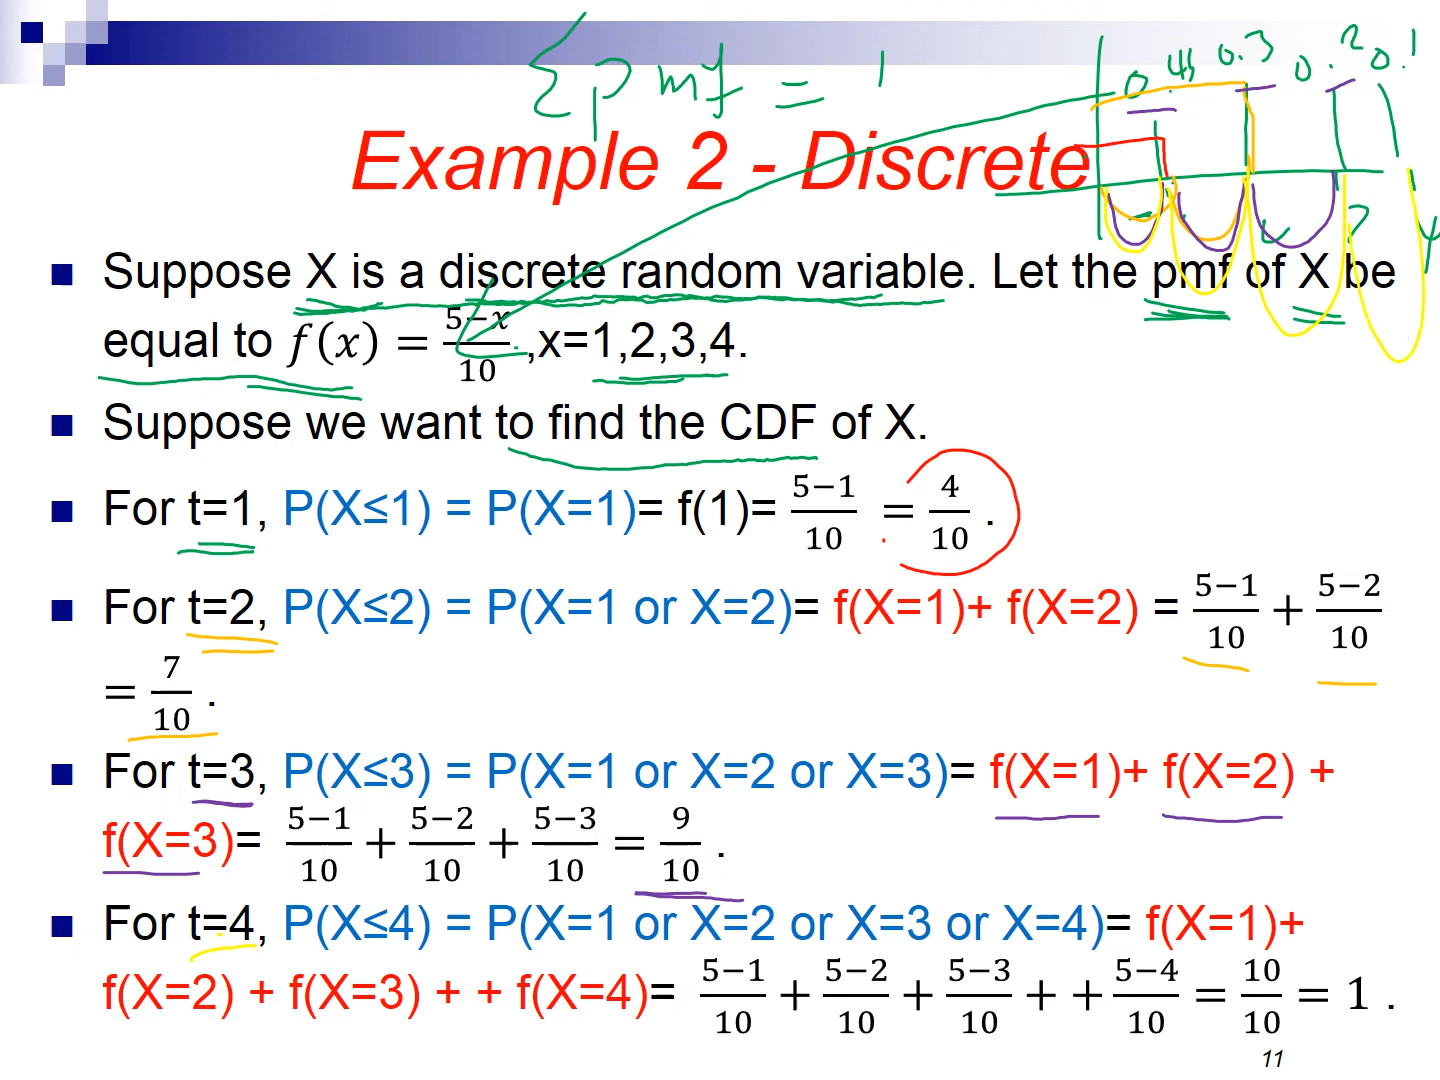 Σpmf = 1
0.4 0.3 0.2 0.1
Example 2 - Discrete
Suppose X is a discrete random variable. Let the pmf of X be
equal to f(x) = (5−x)/10 ,x=1,2,3,4.
Suppose we want to find the CDF of X.
For t=1, P(X≤1) = P(X=1)= f(1)= (5−1)/10 = 4/10 .
For t=2, P(X≤2) = P(X=1 or X=2)= f(X=1)+ f(X=2) = (5−1)/10 + (5−2)/10
= 7/10 .
For t=3, P(X≤3) = P(X=1 or X=2 or X=3)= f(X=1)+ f(X=2) +
f(X=3)= (5−1)/10 + (5−2)/10 + (5−3)/10 = 9/10 .
For t=4, P(X≤4) = P(X=1 or X=2 or X=3 or X=4)= f(X=1)+
f(X=2) + f(X=3) + + f(X=4)= (5−1)/10 + (5−2)/10 + (5−3)/10 + + (5−4)/10 = 10/10 = 1 .
11